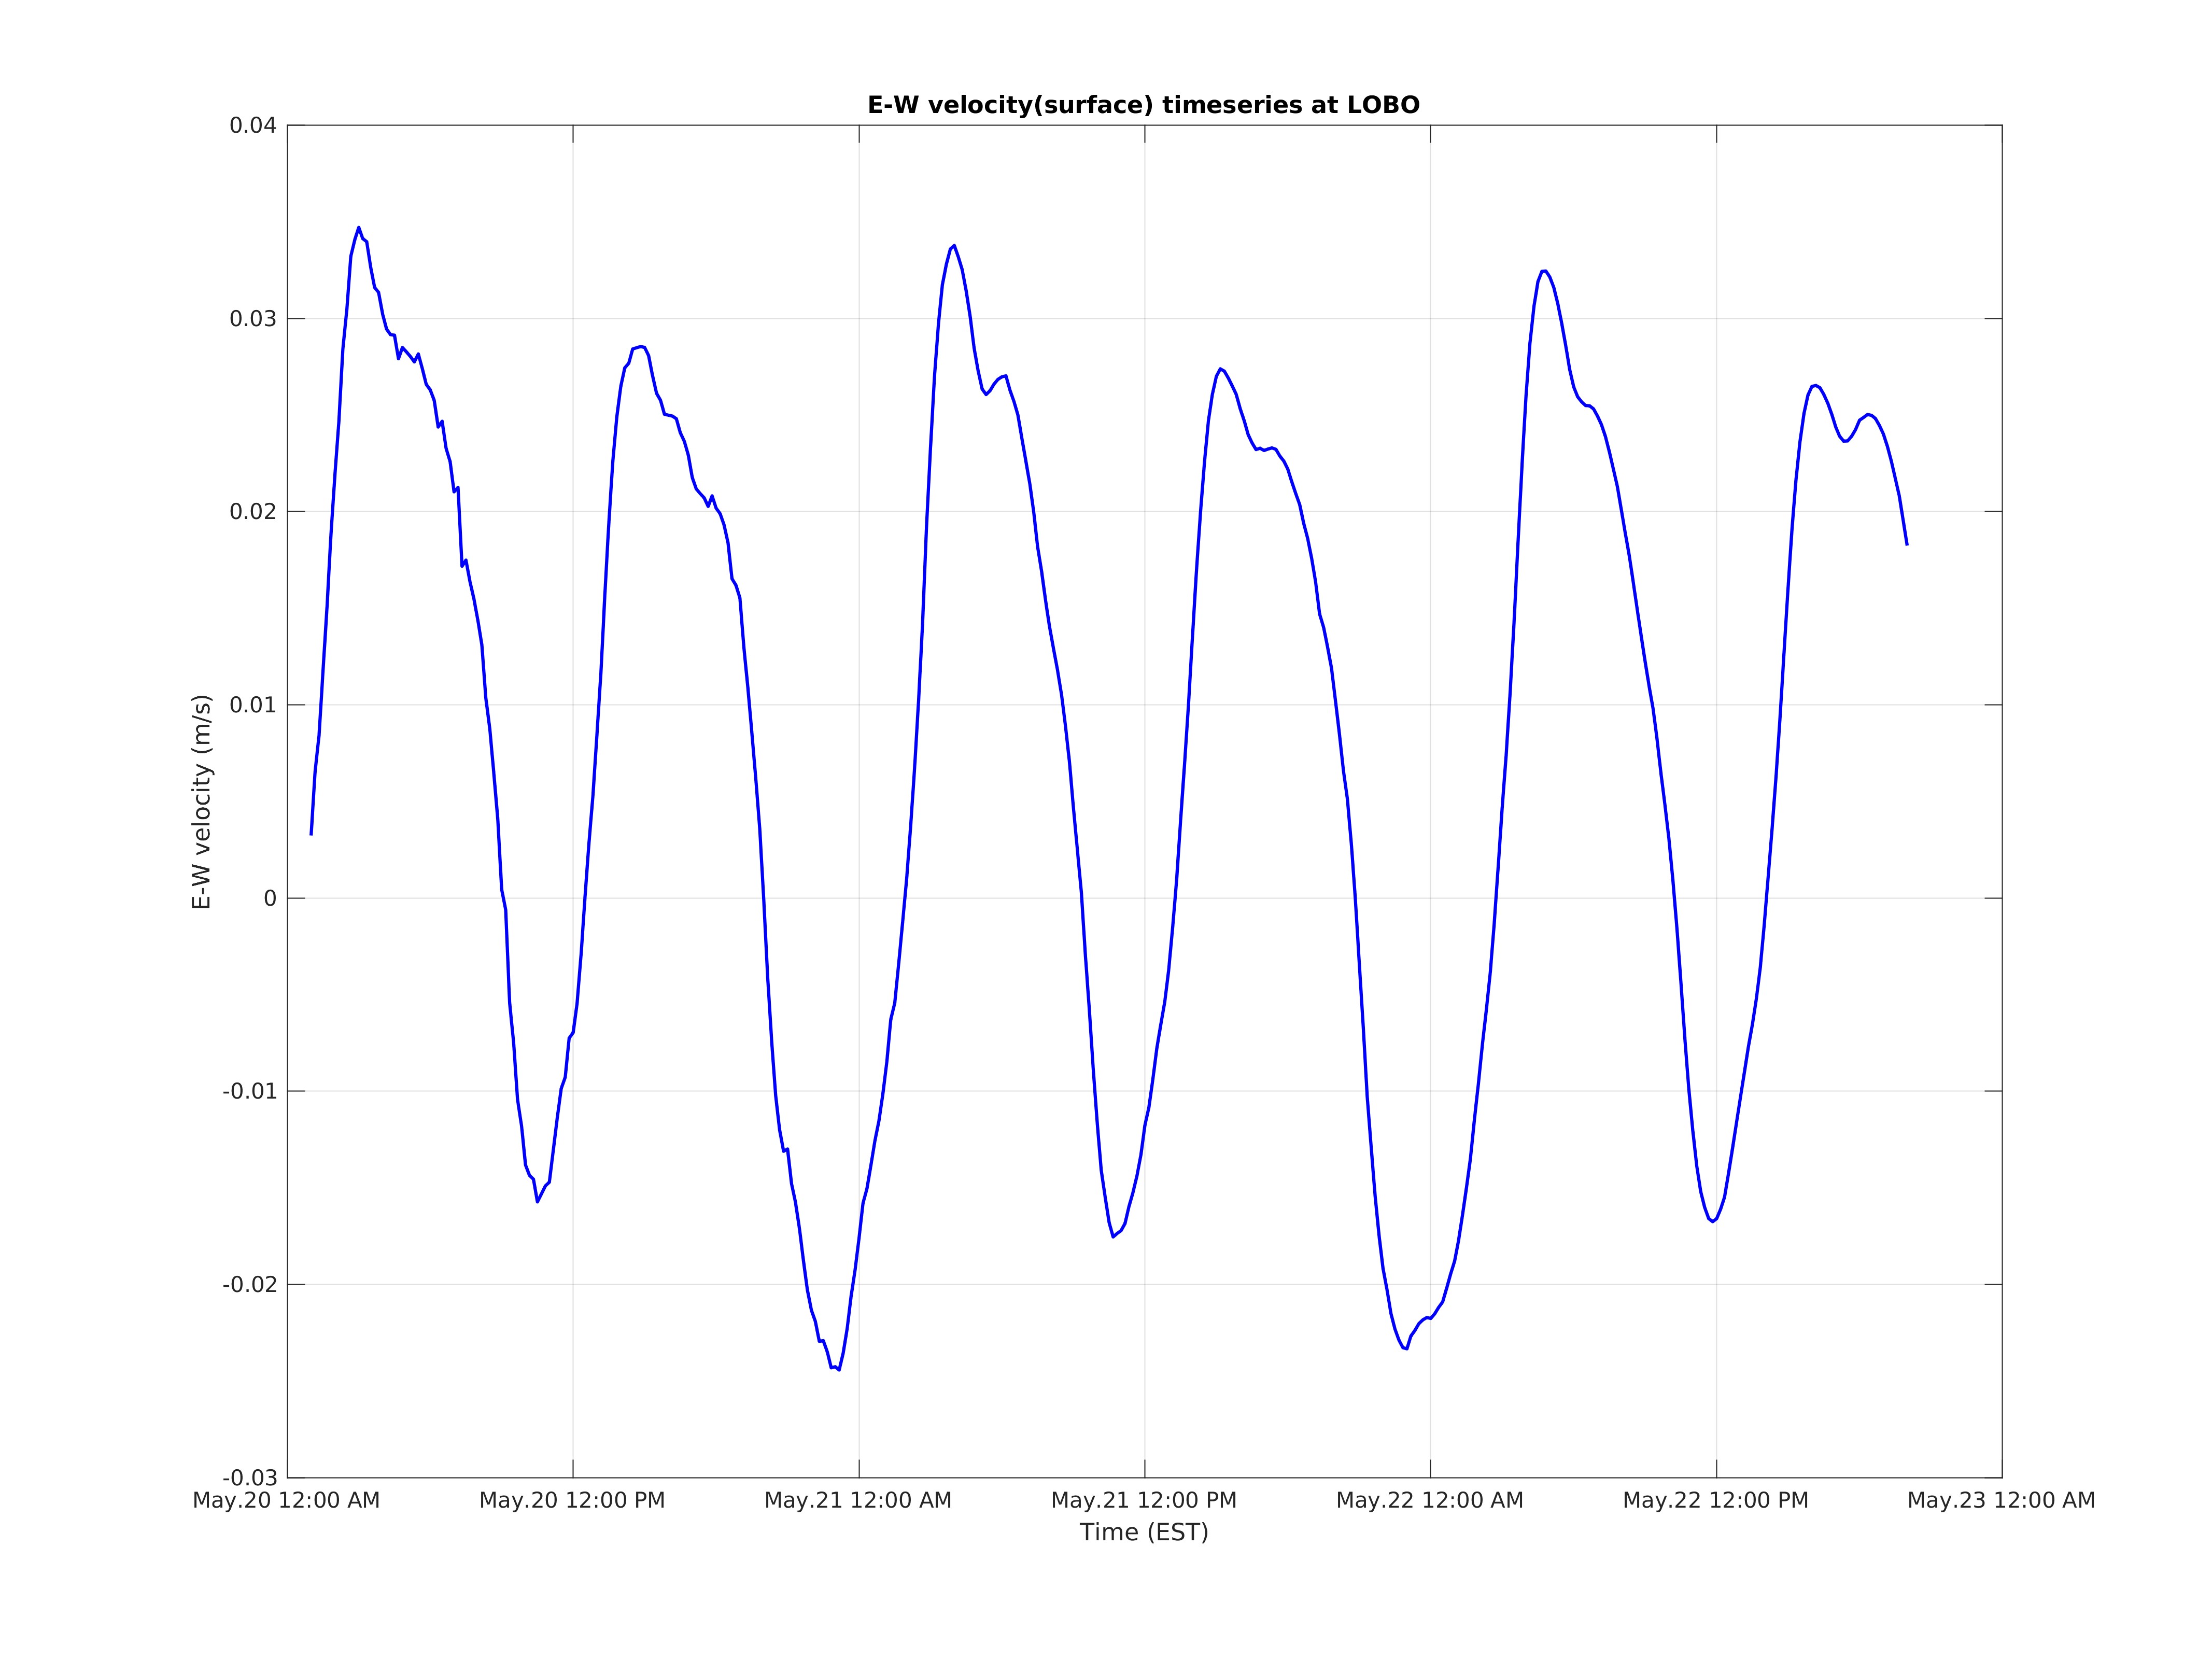 E-W velocity(surface) timeseries at LOBO
0.04
0.03
0.02
0.01
0
-0.01
-0.02
-0.03
E-W velocity (m/s)
May.20 12:00 AM May.20 12:00 PM May.21 12:00 AM May.21 12:00 PM May.22 12:00 AM May.22 12:00 PM May.23 12:00 AM
Time (EST)